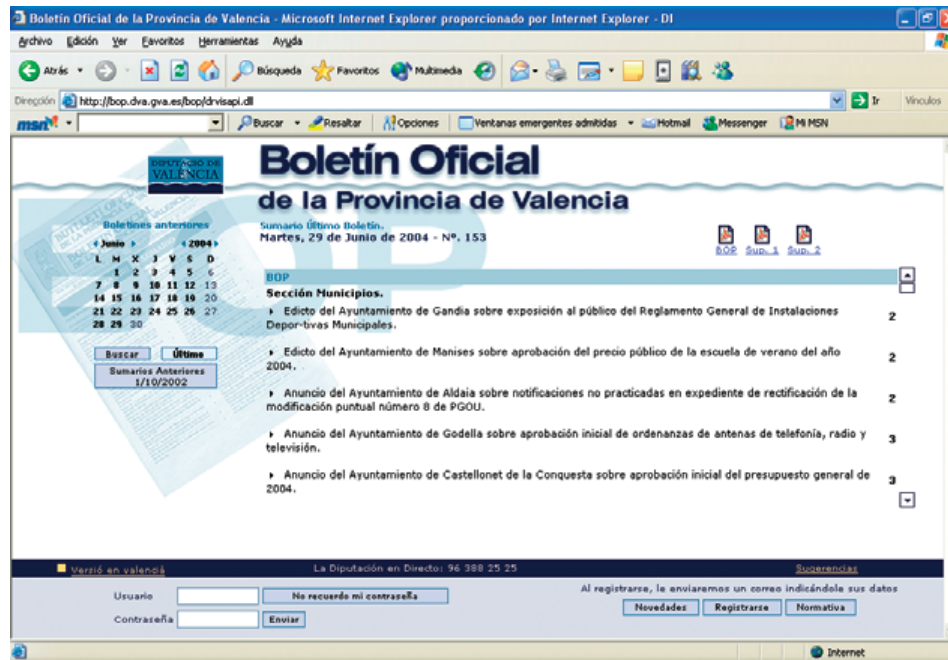 Boletín Oficial de la Provincia de Valencia - Microsoft Internet Explorer proporcionado por Internet Explorer - DI
Archivo Edición Ver Favoritos Herramientas Ayuda
Atrás Búsqueda Favoritos Multimedia
Dirección http://bop.dva.gva.es/bop/drvisapi.dll Ir Vínculos
msn Buscar Resaltar Opciones Ventanas emergentes admitidas Hotmail Messenger Mi MSN
DIPUTACIÓ DE
VALÈNCIA
Boletín Oficial
de la Provincia de Valencia
BOP
Boletines anteriores
Junio 2004
L M X J V S D
1 2 3 4 5 6
7 8 9 10 11 12 13
14 15 16 17 18 19 20
21 22 23 24 25 26 27
28 29 30
Buscar Último
Sumarios Anteriores
1/10/2002
Sumario Último Boletín.
Martes, 29 de Junio de 2004 - Nº. 153
BOP Sup. 1 Sup. 2
BOP
Sección Municipios.
Edicto del Ayuntamiento de Gandia sobre exposición al público del Reglamento General de Instalaciones
Depor-tivas Municipales. 2
Edicto del Ayuntamiento de Manises sobre aprobación del precio público de la escuela de verano del año
2004. 2
Anuncio del Ayuntamiento de Aldaia sobre notificaciones no practicadas en expediente de rectificación de la
modificación puntual número 8 de PGOU. 2
Anuncio del Ayuntamiento de Godella sobre aprobación inicial de ordenanzas de antenas de telefonía, radio y
televisión. 3
Anuncio del Ayuntamiento de Castellonet de la Conquesta sobre aprobación inicial del presupuesto general de
2004. 3
Versió en valencià La Diputación en Directo: 96 388 25 25 Sugerencias
Usuario No recuerdo mi contraseña
Contraseña Enviar
Al registrarse, le enviaremos un correo indicándole sus datos
Novedades Registrarse Normativa
Internet